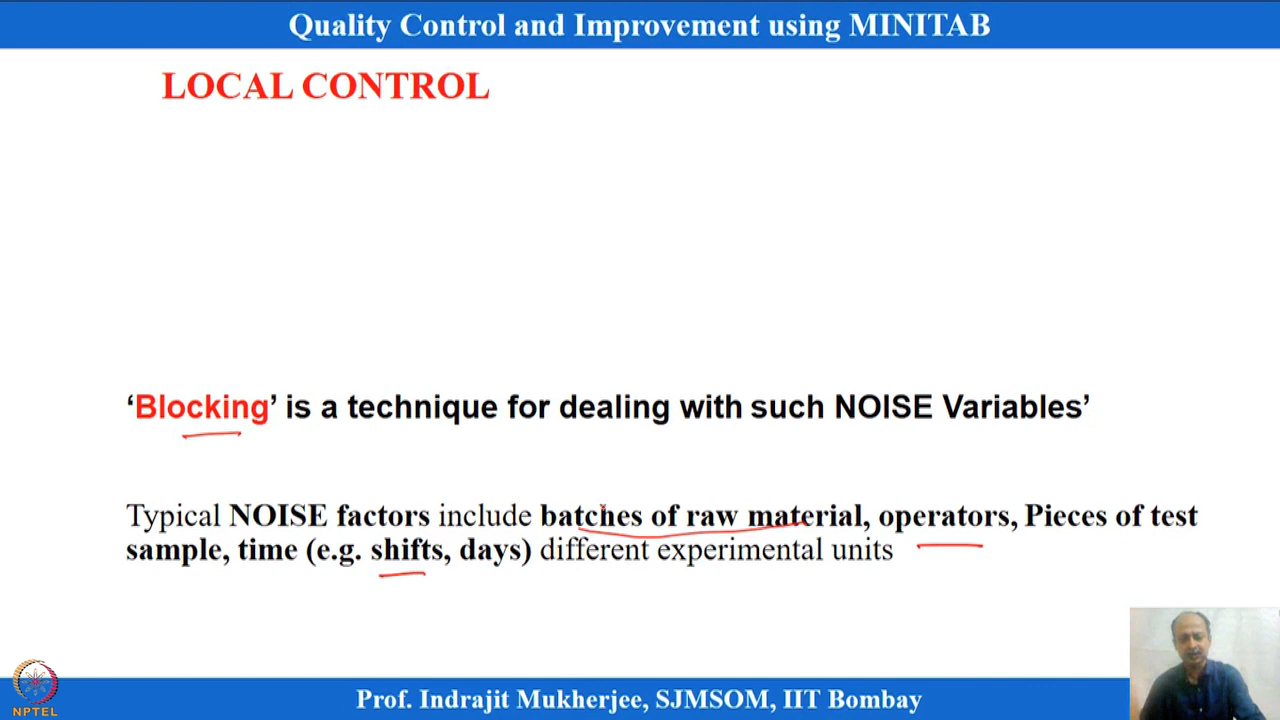 Quality Control and Improvement using MINITAB
LOCAL CONTROL
‘Blocking’ is a technique for dealing with such NOISE Variables’
Typical NOISE factors include batches of raw material, operators, Pieces of test
sample, time (e.g. shifts, days) different experimental units
Prof. Indrajit Mukherjee, SJMSOM, IIT Bombay
NPTEL